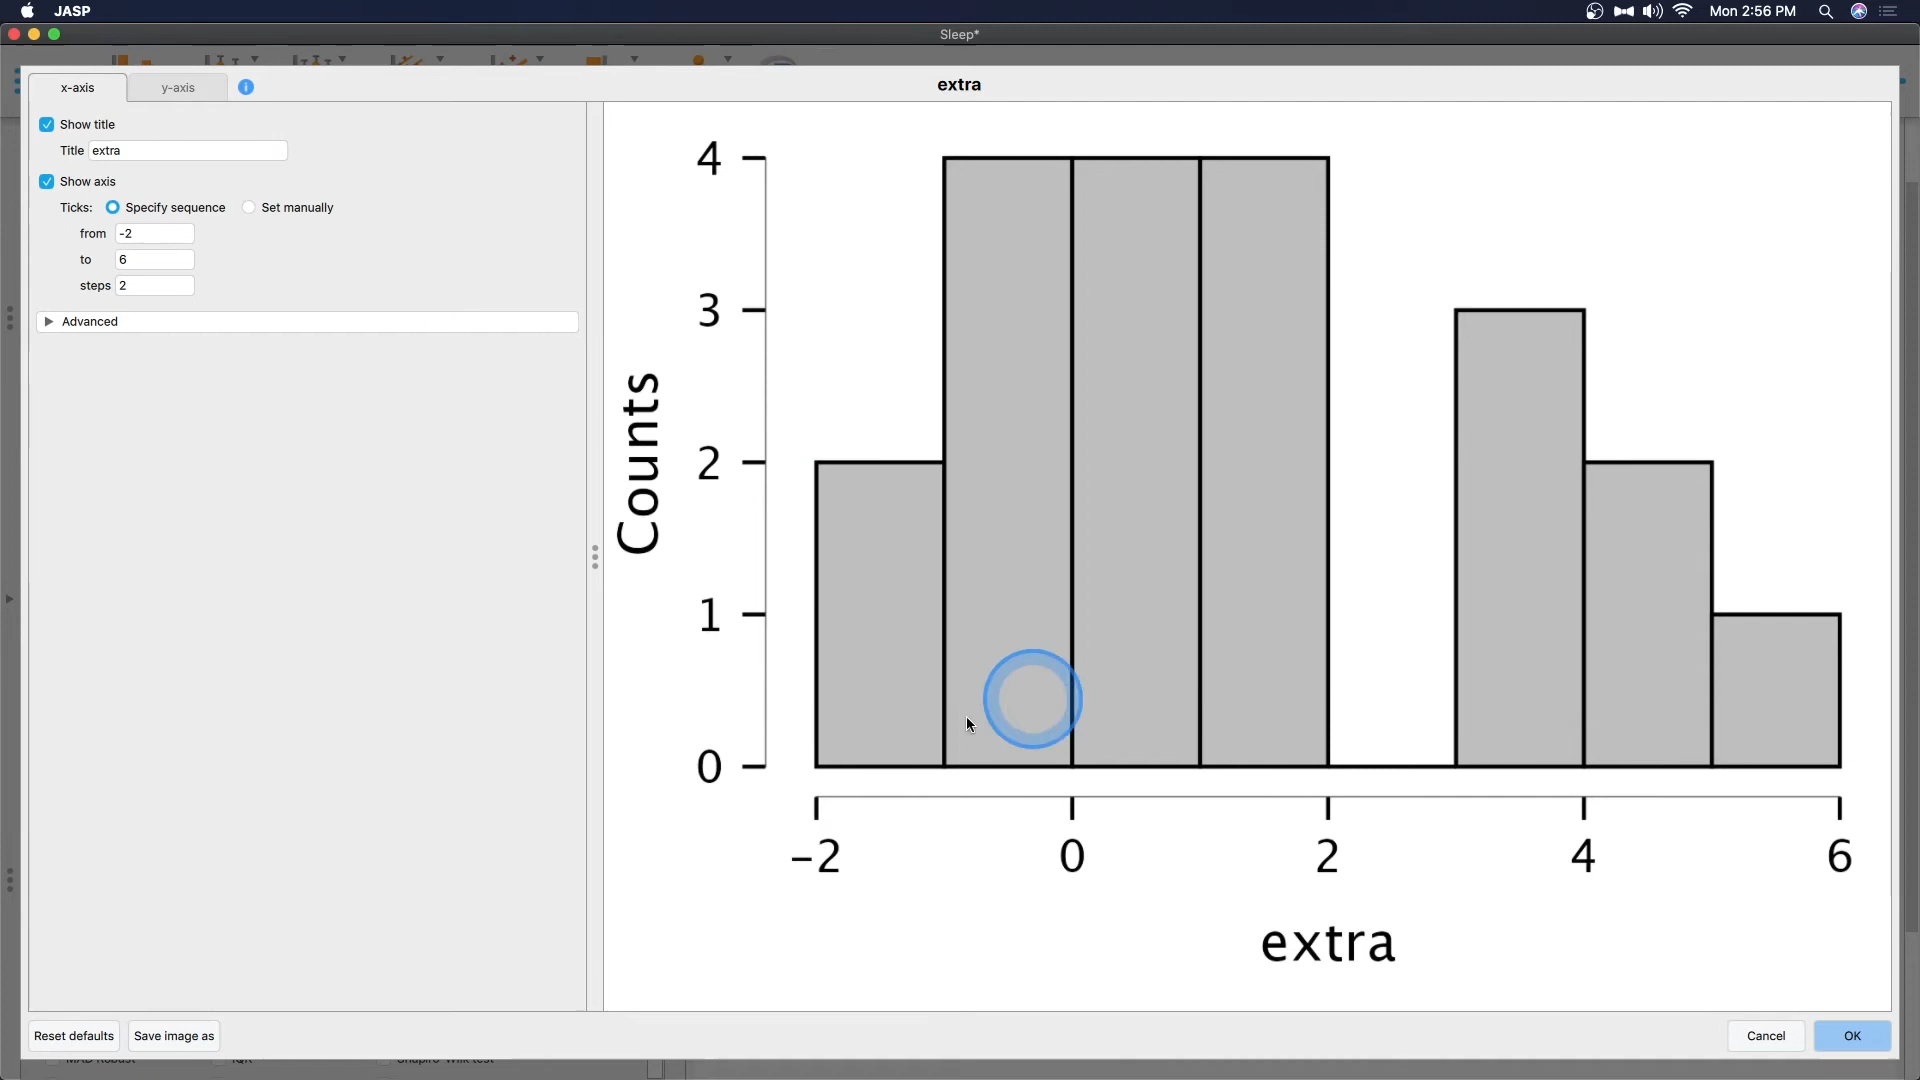 JASP
Mon 2:56 PM
Sleep*
x-axis
y-axis
i
extra
Show title
Title extra
Show axis
Ticks: Specify sequence Set manually
from -2
to 6
steps 2
Advanced
4
3
2
1
0
Counts
−2 0 2 4 6
extra
Reset defaults
Save image as
Cancel
OK